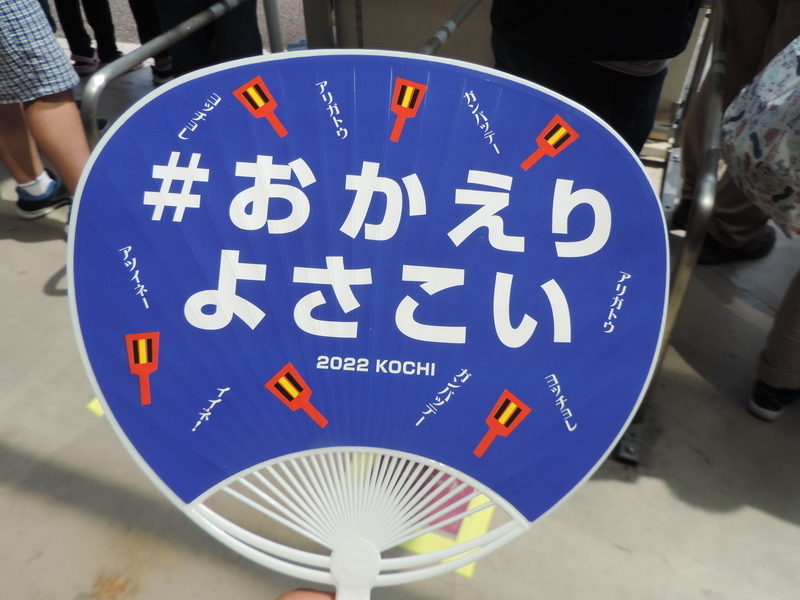 ヨッチョレ
アリガトウ
ガンバッテー
#おかえり
よさこい
アツイネー
アリガトウ
2022 KOCHI
イイネー
ガンバッテー
ヨッチョレ